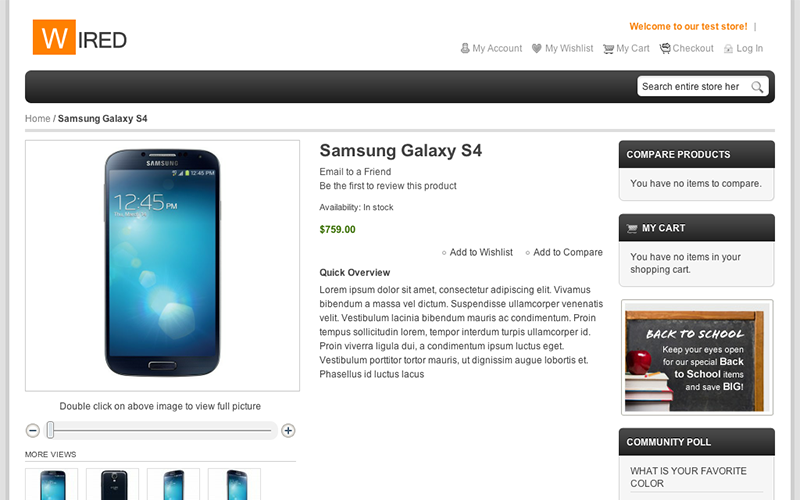 WIRED
Welcome to our test store! |
My Account My Wishlist My Cart Checkout Log In
Search entire store her
Home / Samsung Galaxy S4
SAMSUNG
12:45 PM
12:45 PM
Samsung Galaxy S4
Email to a Friend
Be the first to review this product
Availability: In stock
$759.00
Add to Wishlist Add to Compare
Quick Overview
Lorem ipsum dolor sit amet, consectetur adipiscing elit. Vivamus
bibendum a massa vel dictum. Suspendisse ullamcorper venenatis
velit. Vestibulum lacinia bibendum mauris ac condimentum. Proin
tempus sollicitudin lorem, tempor interdum turpis ullamcorper id.
Proin viverra ligula dui, a condimentum ipsum luctus eget.
Vestibulum porttitor tortor mauris, ut dignissim augue lobortis et.
Phasellus id luctus lacus
Double click on above image to view full picture
MORE VIEWS
COMPARE PRODUCTS
You have no items to compare.
MY CART
You have no items in your
shopping cart.
BACK TO SCHOOL
Keep your eyes open
for our special Back
to School items
and save BIG!
COMMUNITY POLL
WHAT IS YOUR FAVORITE
COLOR